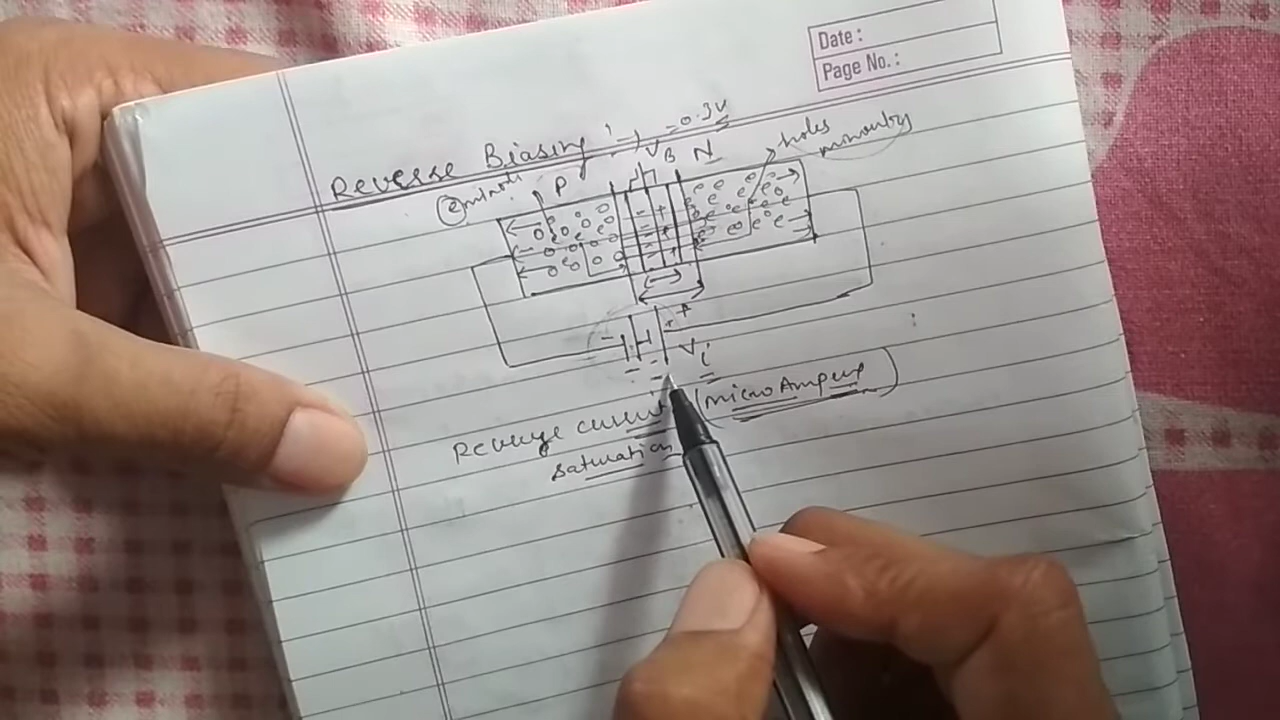 Date :
Page No. :
Reverse Biasing :→ V_B = 0.3V
P
N
holes
minority
- +
V i
Reverse current (micro Ampere)
saturation